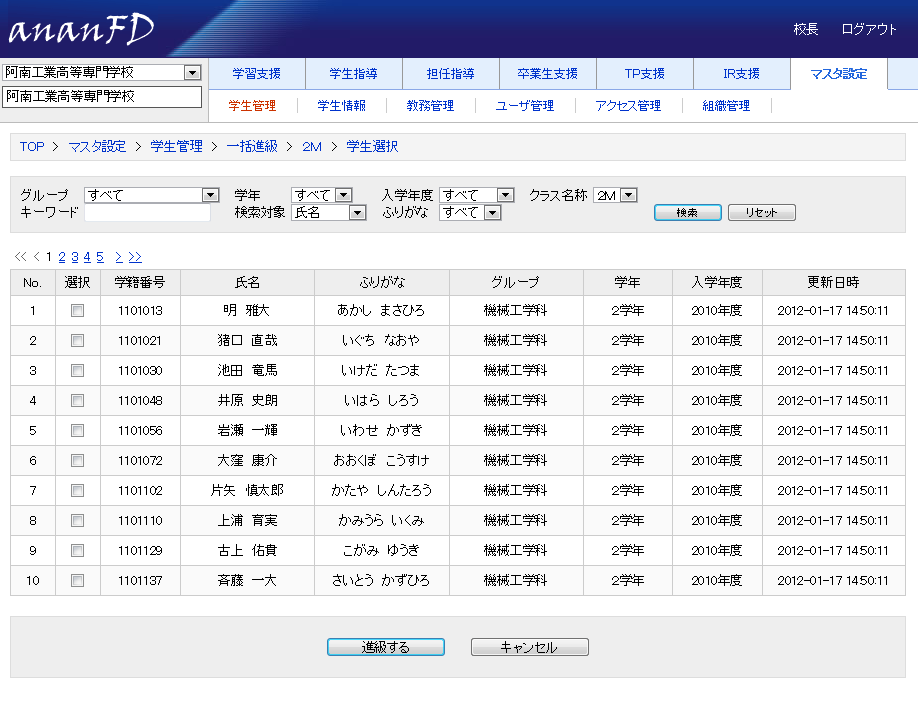 ananFD
校長 ログアウト
阿南工業高等専門学校
阿南工業高等専門学校
学習支援 学生指導 担任指導 卒業生支援 TP支援 IR支援 マスタ設定
学生管理 学生情報 教務管理 ユーザ管理 アクセス管理 組織管理
TOP > マスタ設定 > 学生管理 > 一括進級 > 2M > 学生選択
グループ すべて 学年 すべて 入学年度 すべて クラス名称 2M
キーワード 検索対象 氏名 ふりがな すべて 検索 リセット
<< < 1 2 3 4 5 > >>
No. 選択 学籍番号 氏名 ふりがな グループ 学年 入学年度 更新日時
1 1101013 明 雅大 あかし まさひろ 機械工学科 2学年 2010年度 2012-01-17 14:50:11
2 1101021 猪口 直哉 いぐち なおや 機械工学科 2学年 2010年度 2012-01-17 14:50:11
3 1101030 池田 竜馬 いけだ たつま 機械工学科 2学年 2010年度 2012-01-17 14:50:11
4 1101048 井原 史朗 いはら しろう 機械工学科 2学年 2010年度 2012-01-17 14:50:11
5 1101056 岩瀬 一輝 いわせ かずき 機械工学科 2学年 2010年度 2012-01-17 14:50:11
6 1101072 大窪 康介 おおくぼ こうすけ 機械工学科 2学年 2010年度 2012-01-17 14:50:11
7 1101102 片矢 慎太郎 かたや しんたろう 機械工学科 2学年 2010年度 2012-01-17 14:50:11
8 1101110 上浦 育実 かみうら いくみ 機械工学科 2学年 2010年度 2012-01-17 14:50:11
9 1101129 古上 佑貴 こがみ ゆうき 機械工学科 2学年 2010年度 2012-01-17 14:50:11
10 1101137 斉藤 一大 さいとう かずひろ 機械工学科 2学年 2010年度 2012-01-17 14:50:11
進級する キャンセル